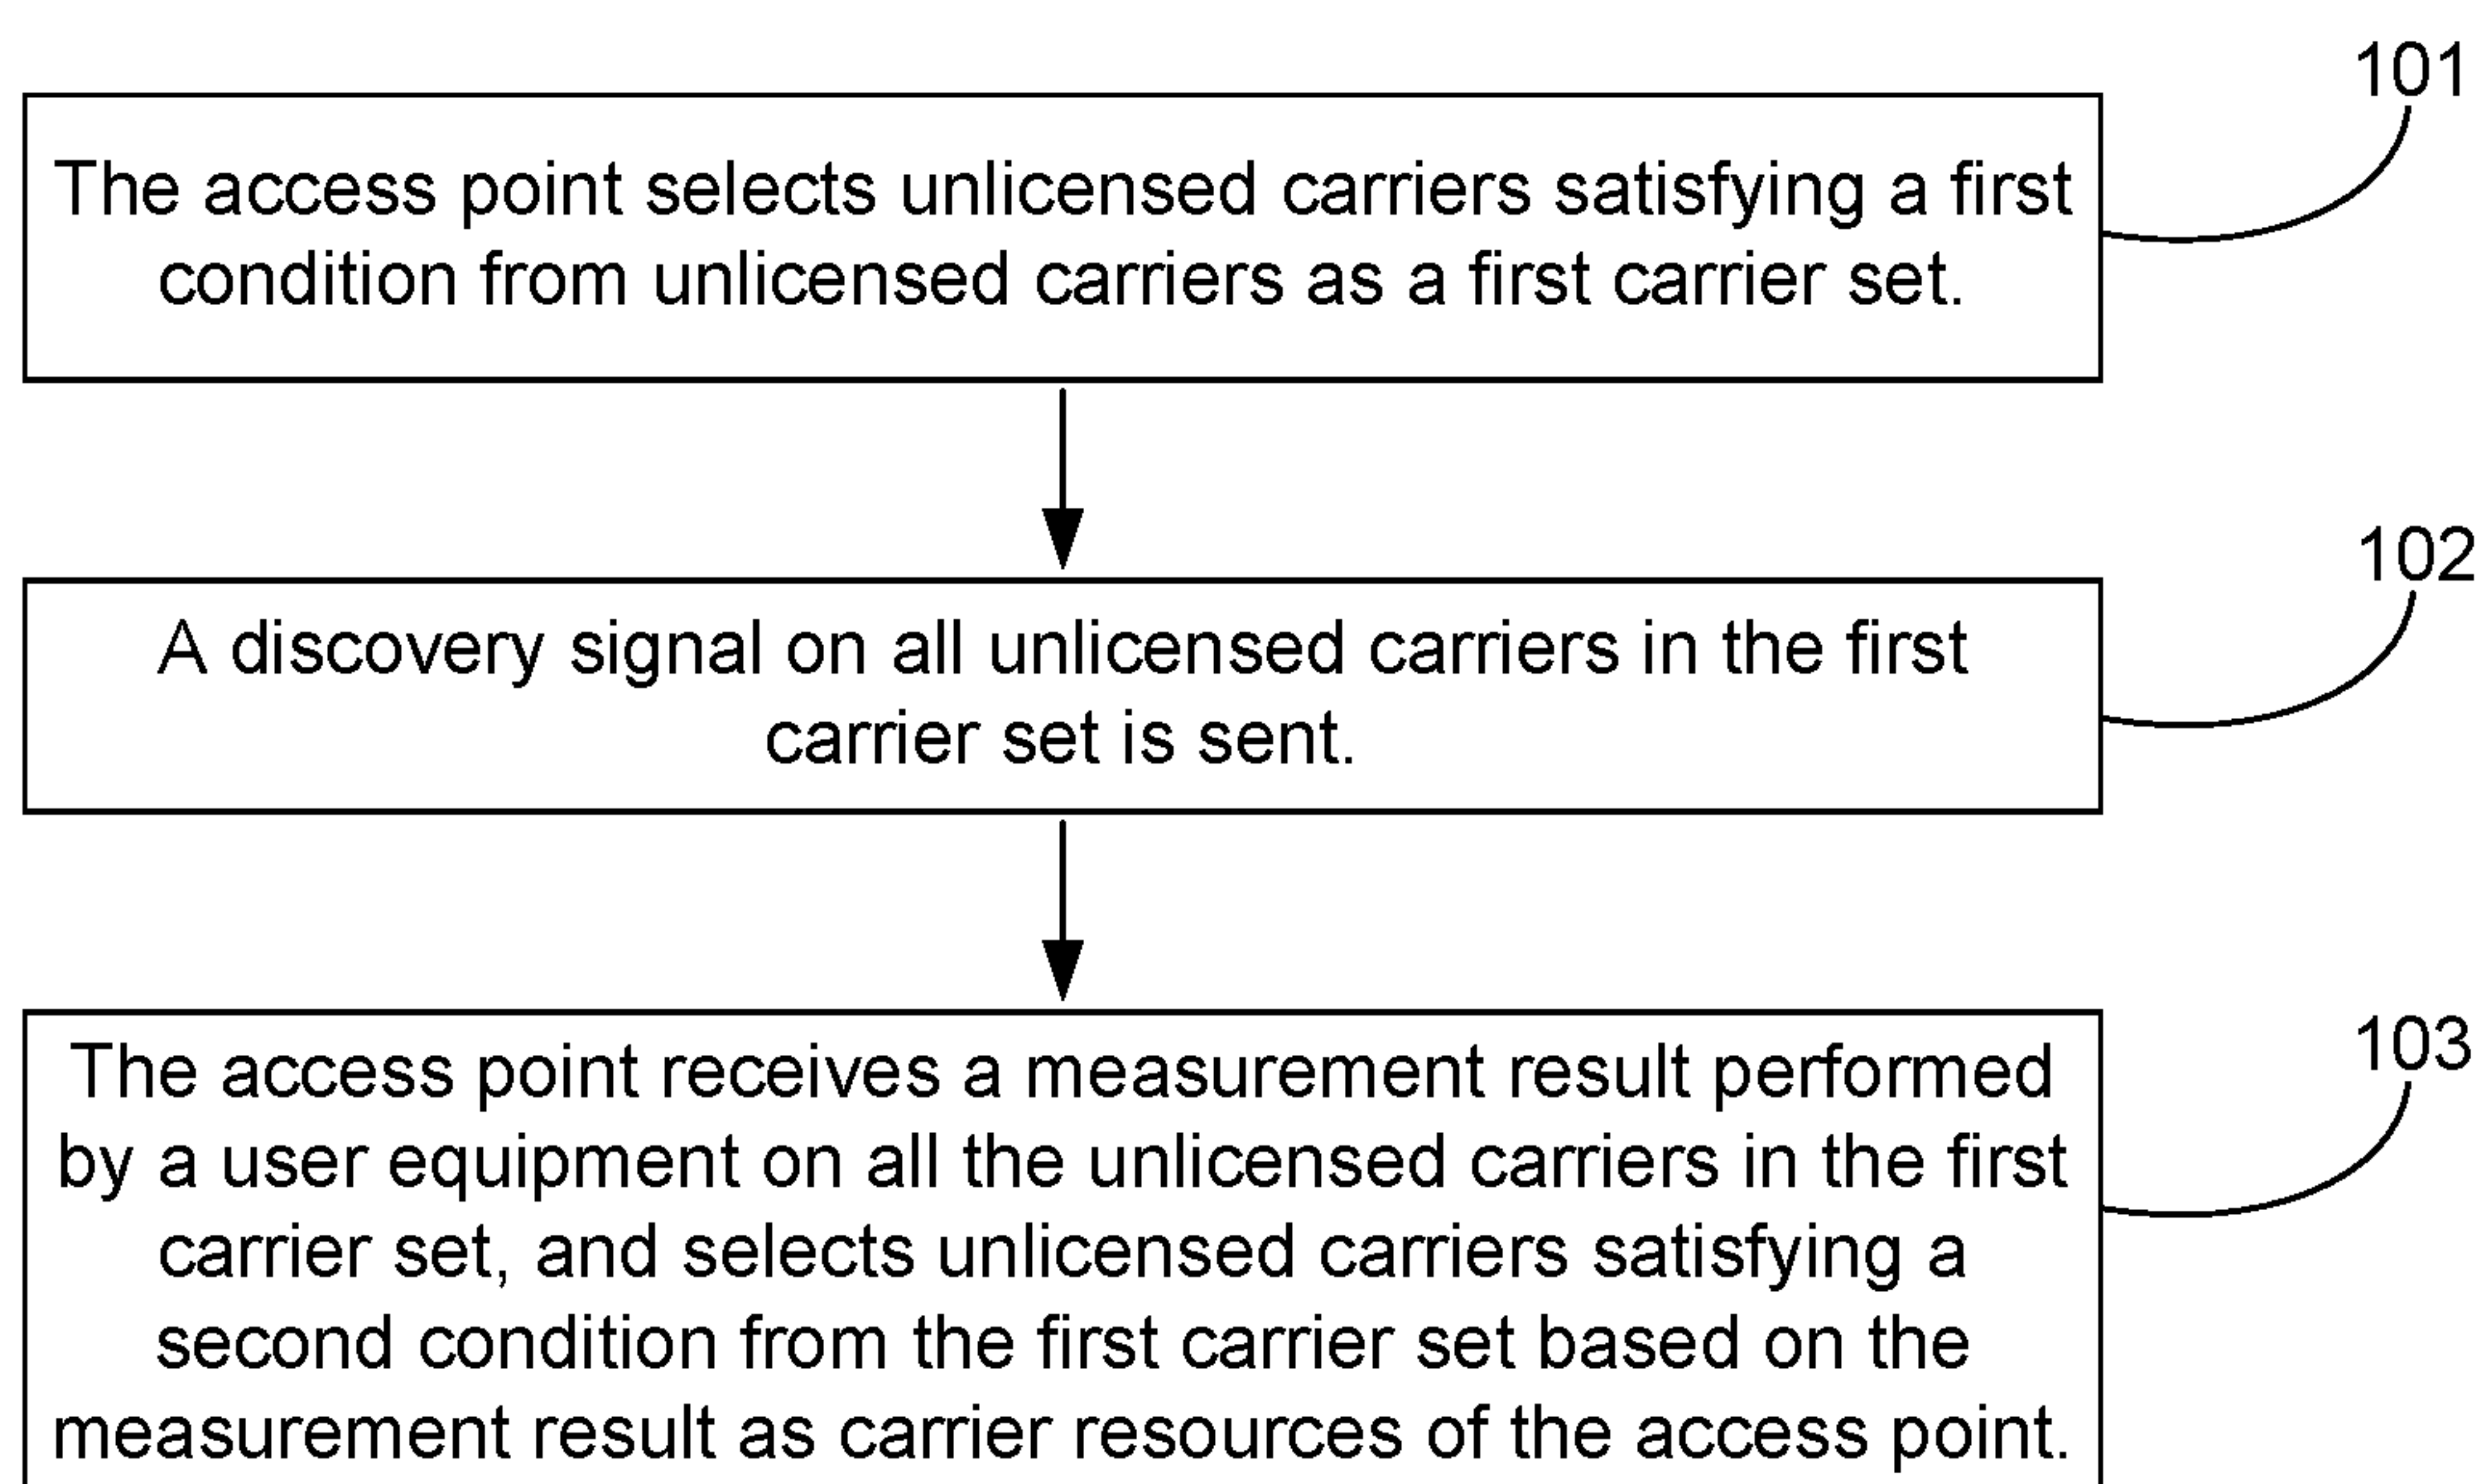 101
The access point selects unlicensed carriers satisfying a first
condition from unlicensed carriers as a first carrier set.
102
A discovery signal on all unlicensed carriers in the first
carrier set is sent.
103
The access point receives a measurement result performed
by a user equipment on all the unlicensed carriers in the first
carrier set, and selects unlicensed carriers satisfying a
second condition from the first carrier set based on the
measurement result as carrier resources of the access point.